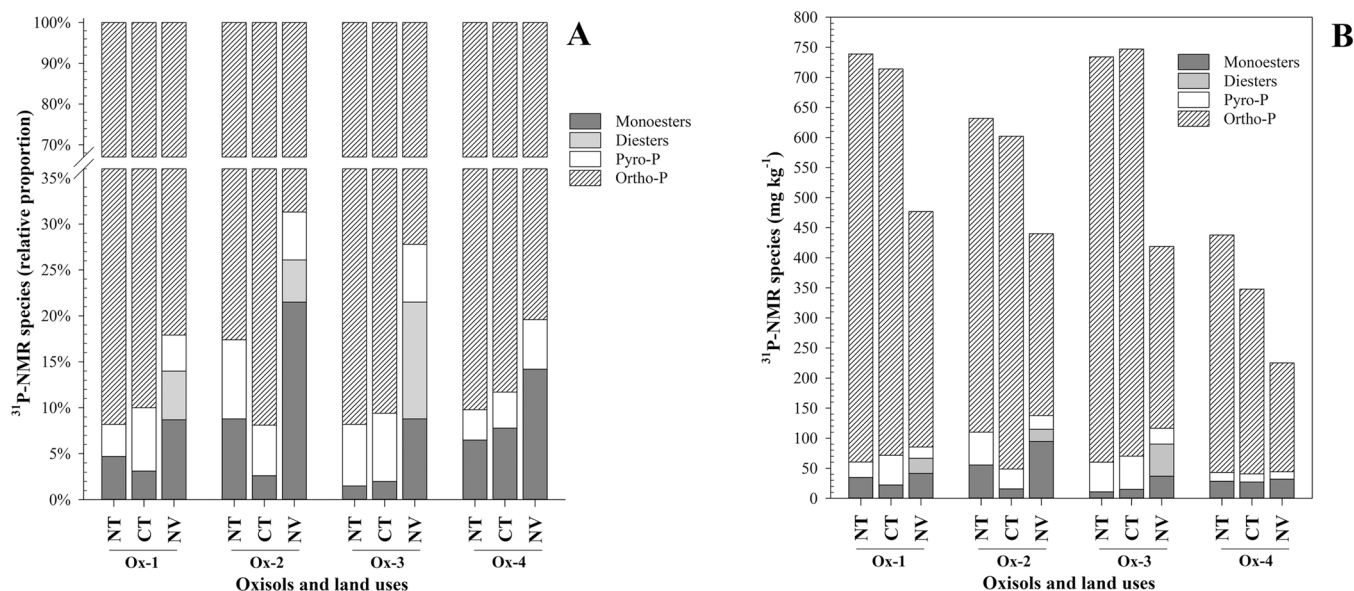 A
³¹P-NMR species (relative proportion)
100%
90%
80%
70%
35%
30%
25%
20%
15%
10%
5%
0%
Monoesters
Diesters
Pyro-P
Ortho-P
NT CT NV NT CT NV NT CT NV NT CT NV
Ox-1 Ox-2 Ox-3 Ox-4
Oxisols and land uses
B
³¹P-NMR species (mg kg⁻¹)
800
750
700
650
600
550
500
450
400
350
300
250
200
150
100
50
0
Monoesters
Diesters
Pyro-P
Ortho-P
NT CT NV NT CT NV NT CT NV NT CT NV
Ox-1 Ox-2 Ox-3 Ox-4
Oxisols and land uses